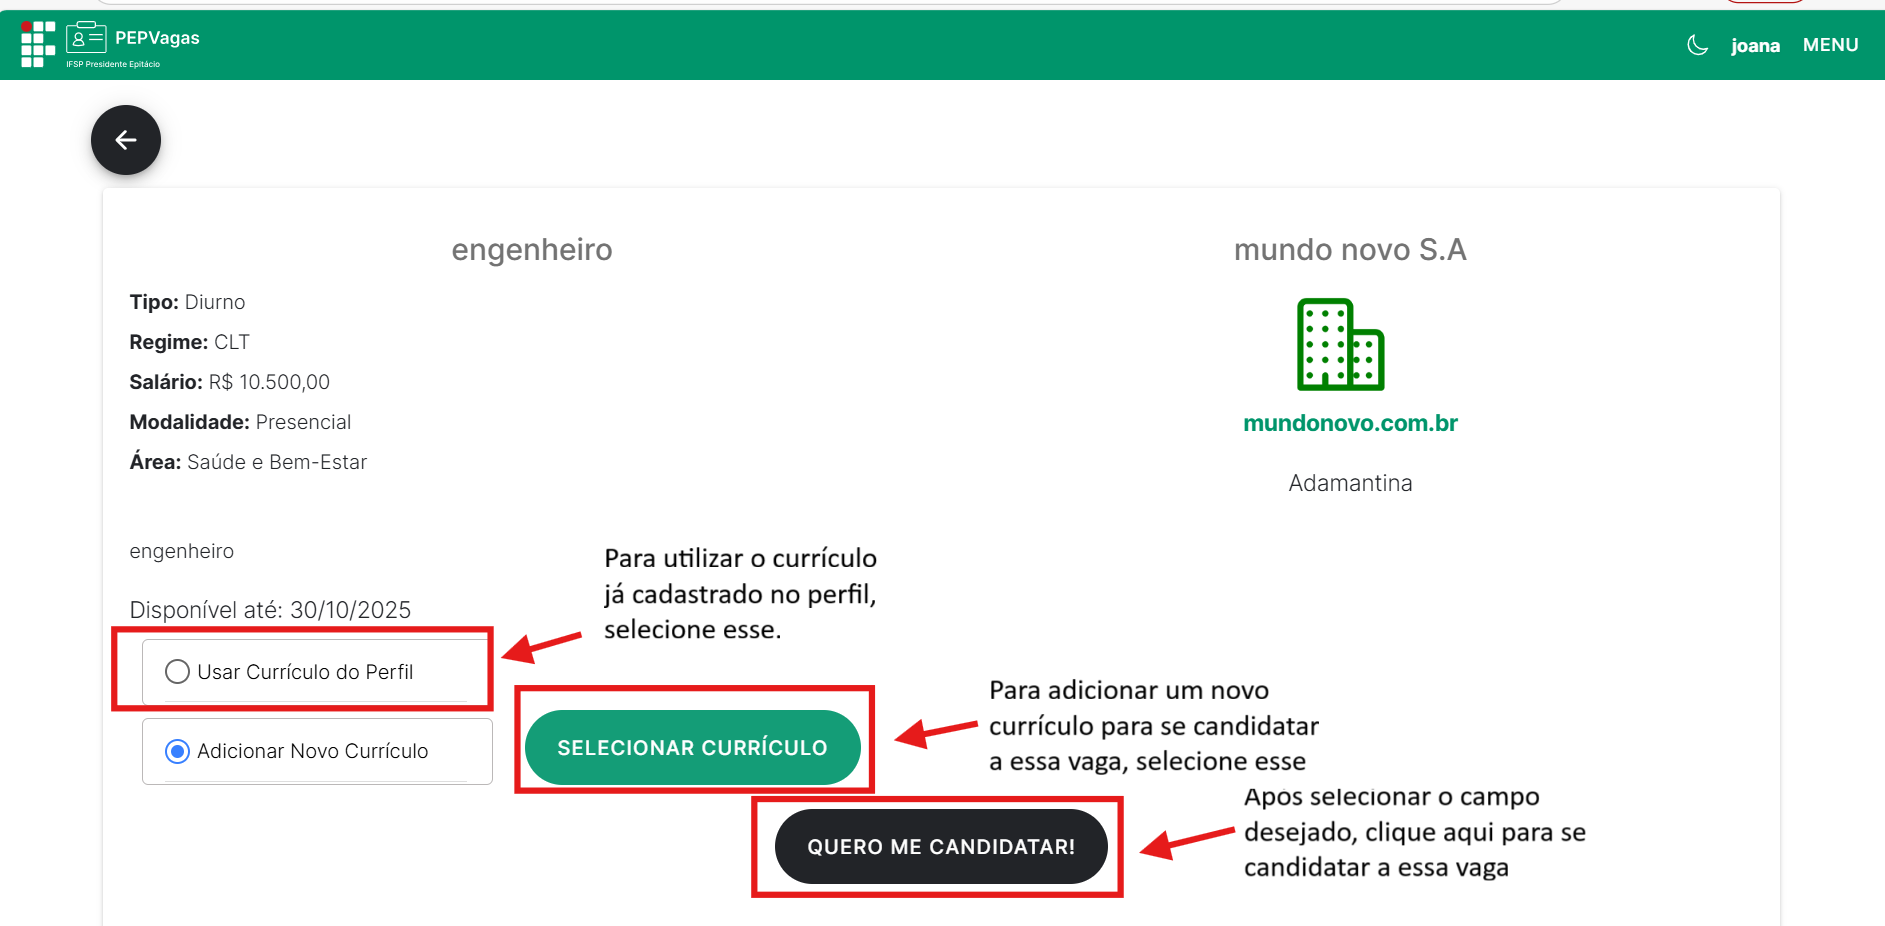 PEPVagas
IFSP Presidente Epitácio
joana
MENU
engenheiro
mundo novo S.A
Tipo: Diurno
Regime: CLT
Salário: R$ 10.500,00
Modalidade: Presencial
Área: Saúde e Bem-Estar
mundonovo.com.br
Adamantina
engenheiro
Disponível até: 30/10/2025
Para utilizar o currículo
já cadastrado no perfil,
selecione esse.
Usar Currículo do Perfil
Adicionar Novo Currículo
SELECIONAR CURRÍCULO
Para adicionar um novo
currículo para se candidatar
a essa vaga, selecione esse
QUERO ME CANDIDATAR!
Após selecionar o campo
desejado, clique aqui para se
candidatar a essa vaga